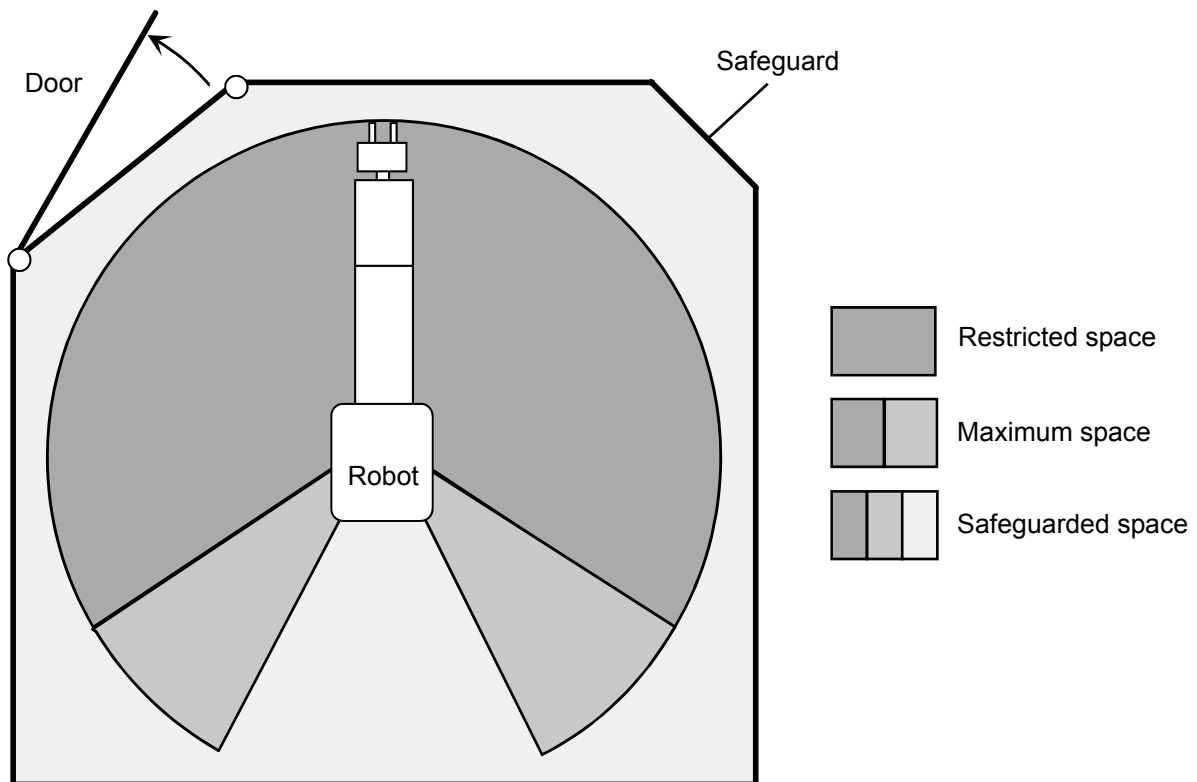 Door
Safeguard
Robot
Restricted space
Maximum space
Safeguarded space